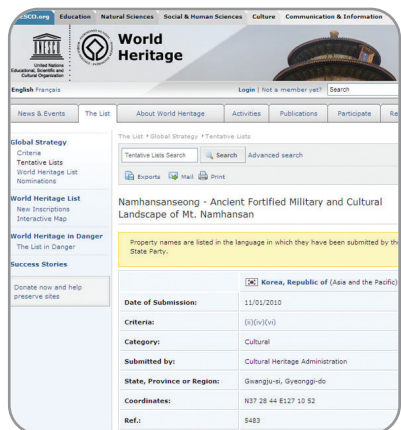 ESCO.org Education Natural Sciences Social & Human Sciences Culture Communication & Information
United Nations
Educational, Scientific and
Cultural Organization
World
Heritage
English Français
Login | Not a member yet? Search
News & Events The List About World Heritage Activities Publications Participate Re
Global Strategy
Criteria
Tentative Lists
World Heritage List
Nominations
World Heritage List
New Inscriptions
Interactive Map
World Heritage in Danger
The List in Danger
Success Stories
Donate now and help
preserve sites
The List Global Strategy Tentative Lists
Tentative Lists Search Search Advanced search
Exports Mail Print
Namhansanseong - Ancient Fortified Military and Cultural
Landscape of Mt. Namhansan
Property names are listed in the language in which they have been submitted by the
State Party.
Korea, Republic of (Asia and the Pacific)
Date of Submission: 11/01/2010
Criteria: (ii)(iv)(vi)
Category: Cultural
Submitted by: Cultural Heritage Administration
State, Province or Region: Gwangju-si, Gyeonggi-do
Coordinates: N37 28 44 E127 10 52
Ref.: 5483